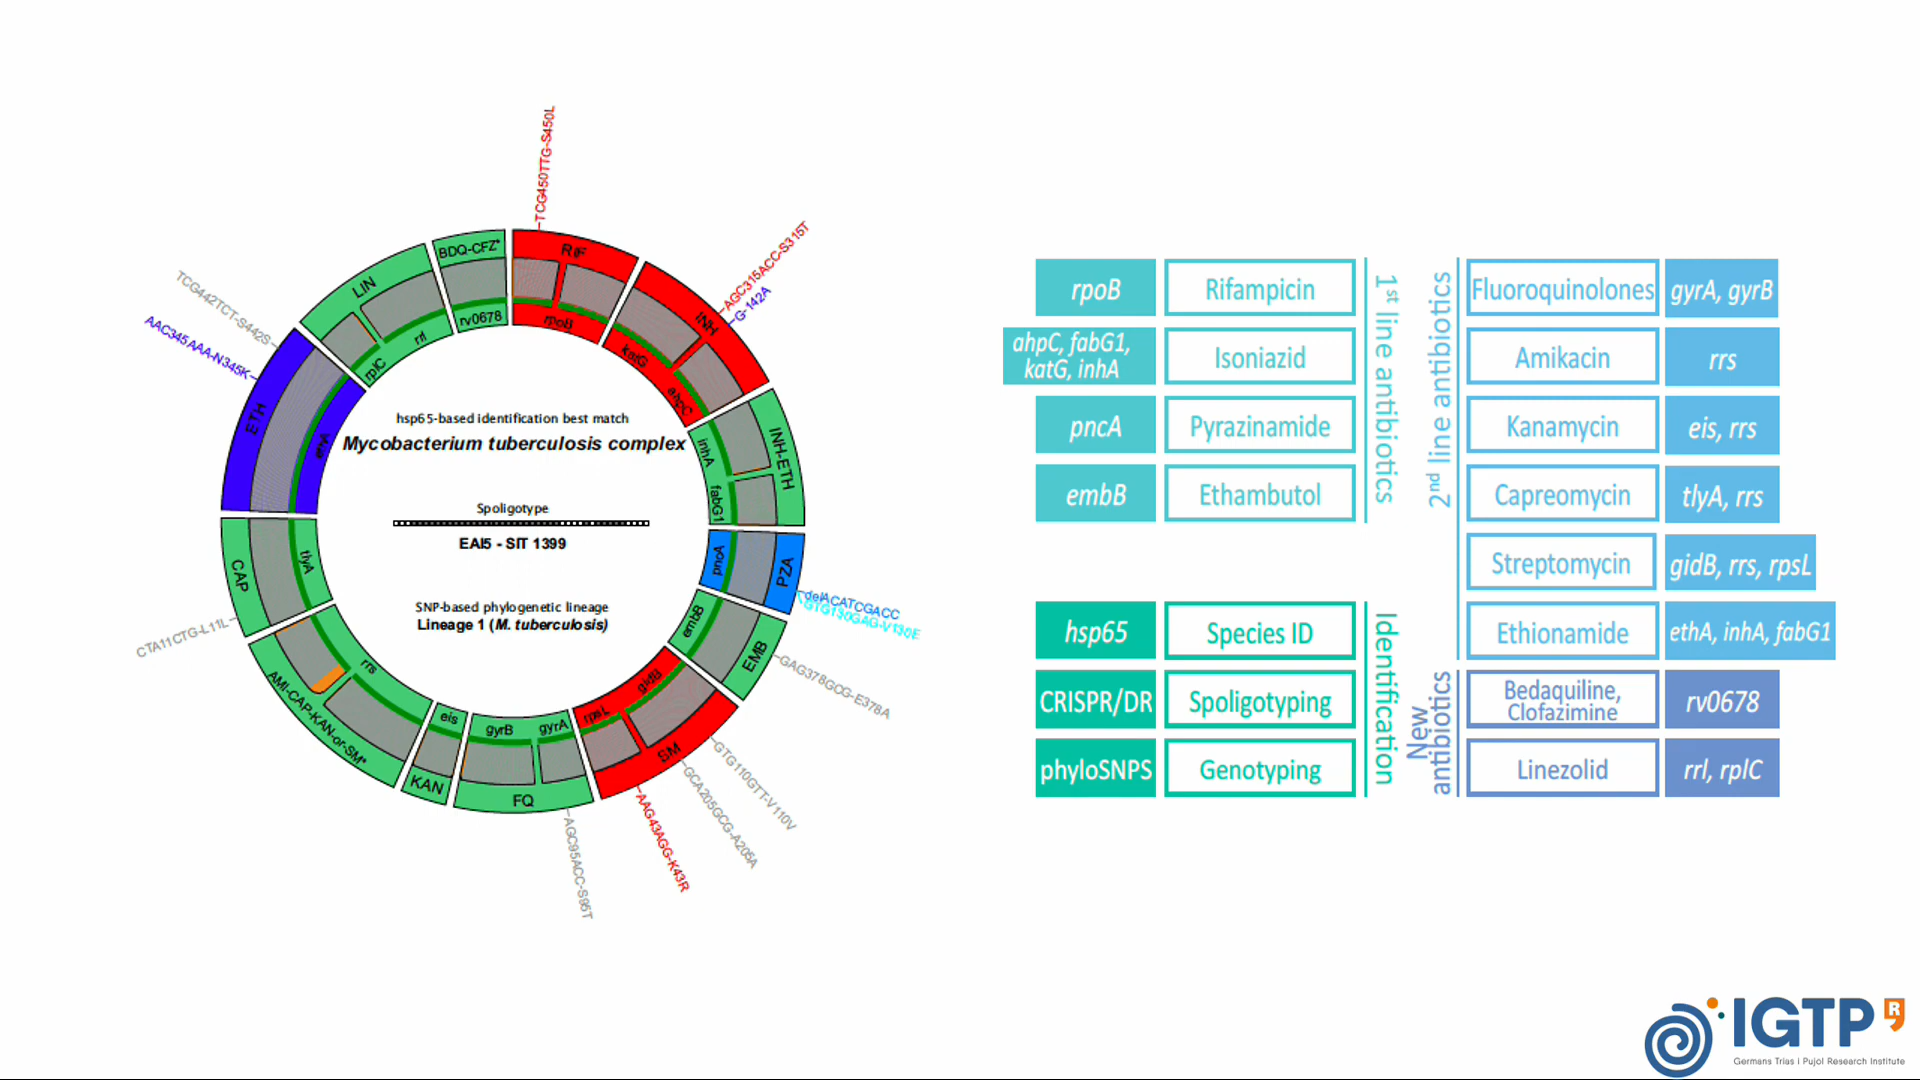 TCG450TTG-S450L
AGC315ACC-S315T
G-142A
TCG442TCT-S442S
AAC345AAA-N345K
BDQ-CFZ*
RIF
LIN
INH
rv0678
rpoB
rrl
rplC
katG
ahpC
ETH
ethA
INH-ETH
inhA
fabG1
hsp65-based identification best match
Mycobacterium tuberculosis complex
Spoligotype
EAI5 - SIT 1399
SNP-based phylogenetic lineage
Lineage 1 (M. tuberculosis)
CAP
tlyA
pncA
PZA
delACATCGACC
GTG130GAG-V130E
CTA11CTG-L11L
embB
EMB
GAG378GCG-E378A
AMI-CAP-KAN-or-SM*
rrs
eis
KAN
gyrB
gyrA
FQ
rpsL
gidB
SM
GTG110GTT-V110V
GCA205GCG-A205A
AAG43AGG-K43R
AGC95ACC-S95T
rpoB Rifampicin
ahpC, fabG1,
katG, inhA Isoniazid
pncA Pyrazinamide
embB Ethambutol
1st line antibiotics
hsp65 Species ID
CRISPR/DR Spoligotyping
phyloSNPS Genotyping
Identification
2nd line antibiotics
Fluoroquinolones gyrA, gyrB
Amikacin rrs
Kanamycin eis, rrs
Capreomycin tlyA, rrs
Streptomycin gidB, rrs, rpsL
Ethionamide ethA, inhA, fabG1
New
antibiotics
Bedaquiline,
Clofazimine rv0678
Linezolid rrl, rplC
IGTP R
Germans Trias i Pujol Research Institute